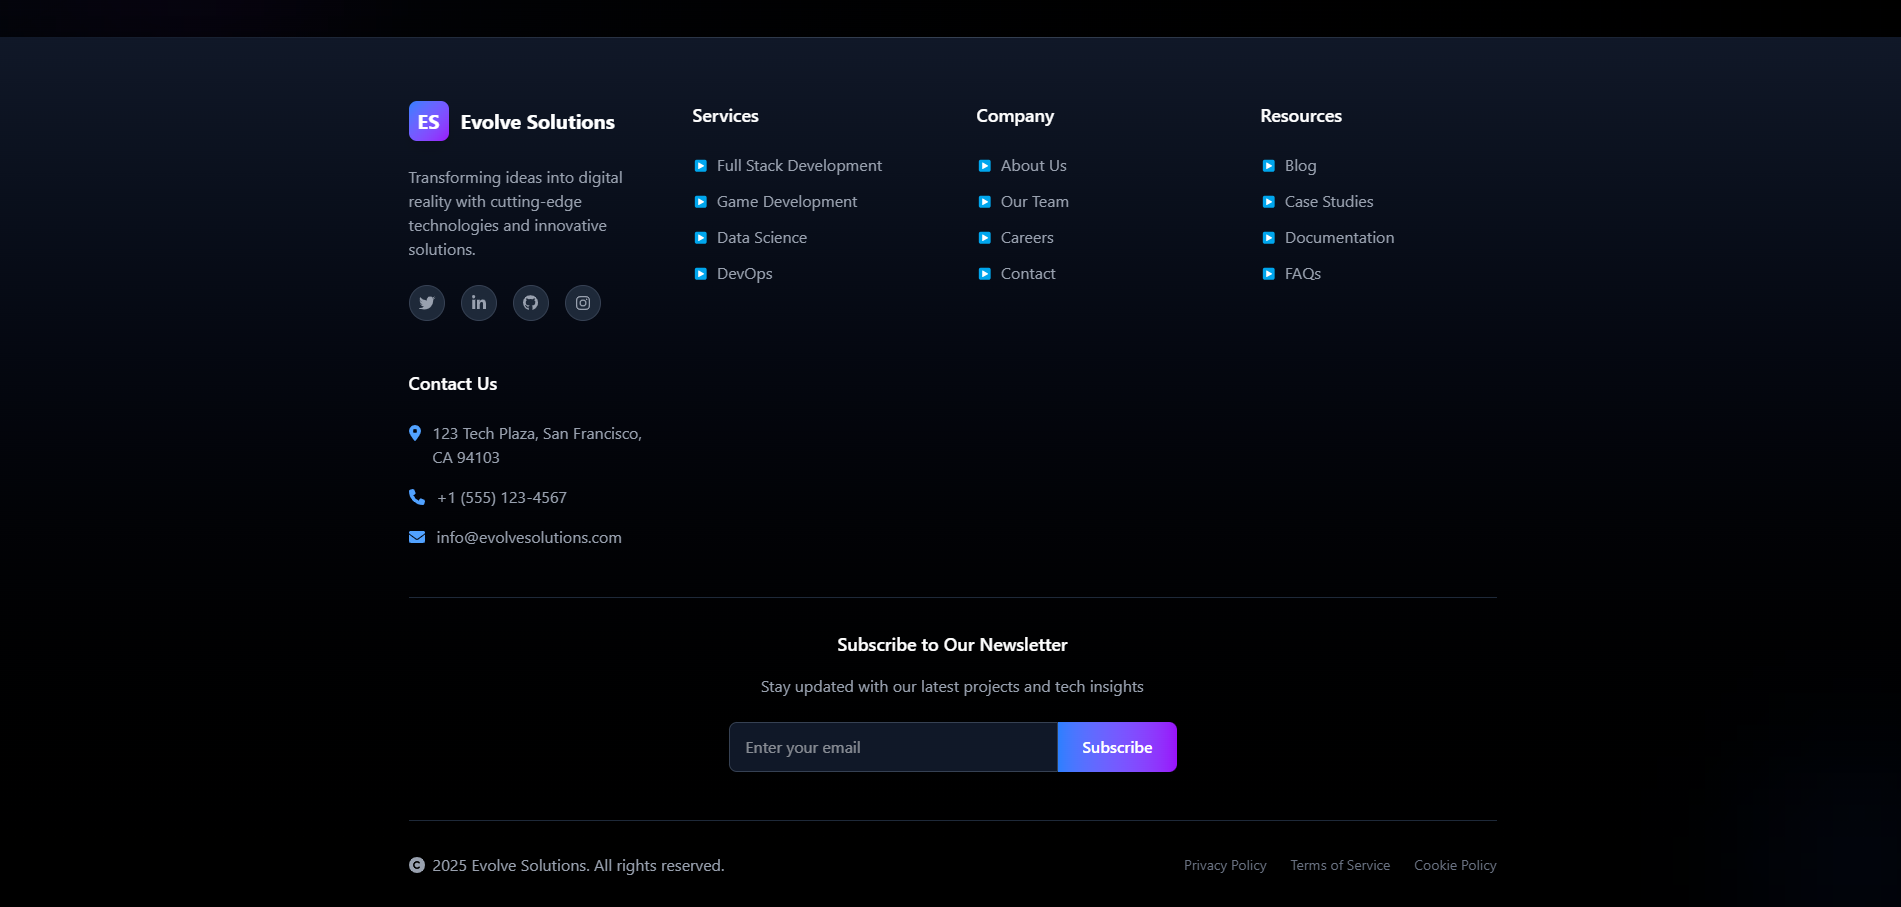 ES Evolve Solutions
Transforming ideas into digital
reality with cutting-edge
technologies and innovative
solutions.
Services
Full Stack Development
Game Development
Data Science
DevOps
Company
About Us
Our Team
Careers
Contact
Resources
Blog
Case Studies
Documentation
FAQs
Contact Us
123 Tech Plaza, San Francisco,
CA 94103
+1 (555) 123-4567
info@evolvesolutions.com
Subscribe to Our Newsletter
Stay updated with our latest projects and tech insights
Enter your email
Subscribe
© 2025 Evolve Solutions. All rights reserved.
Privacy Policy Terms of Service Cookie Policy